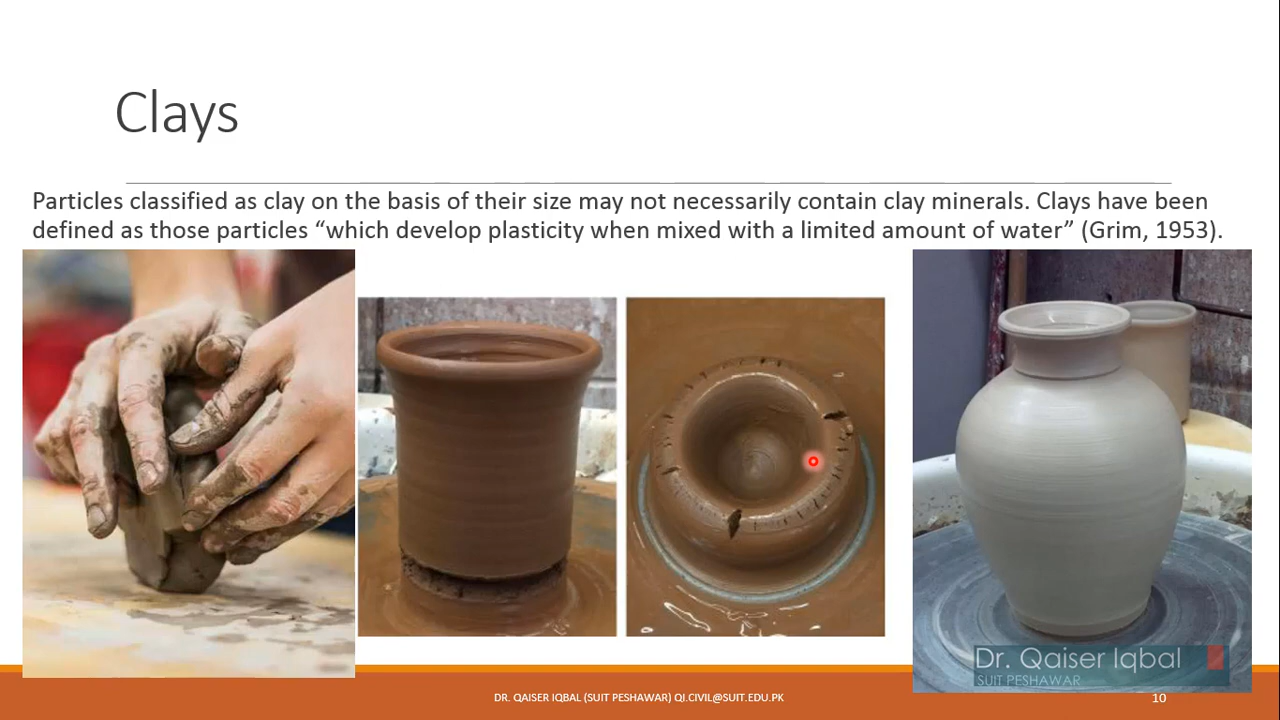 Clays
Particles classified as clay on the basis of their size may not necessarily contain clay minerals. Clays have been
defined as those particles “which develop plasticity when mixed with a limited amount of water” (Grim, 1953).
Dr. Qaiser Iqbal
SUIT PESHAWAR
DR. QAISER IQBAL (SUIT PESHAWAR) QI.CIVIL@SUIT.EDU.PK
10